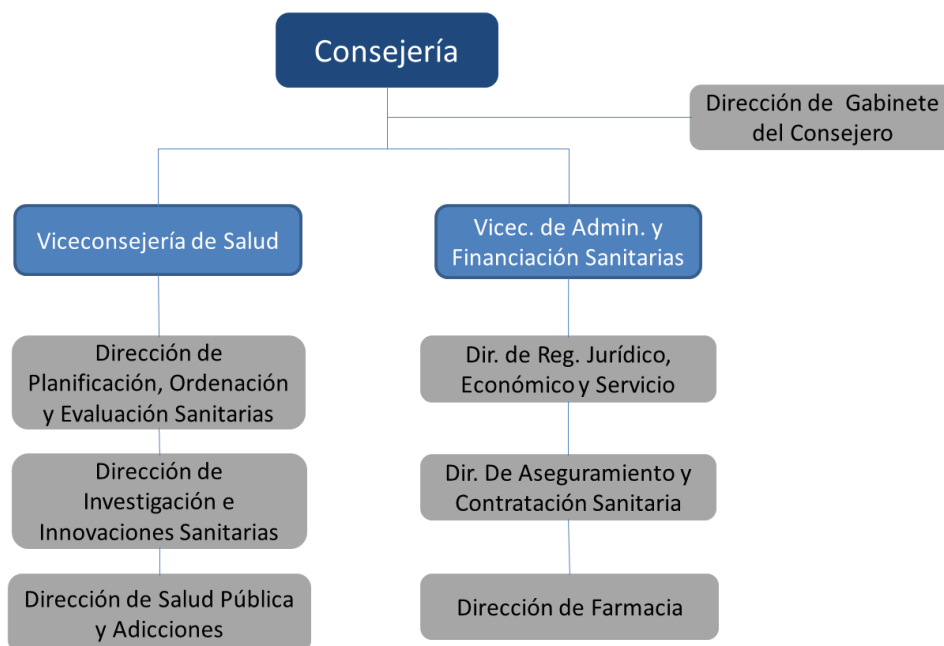 Consejería
Dirección de Gabinete
del Consejero
Viceconsejería de Salud
Vicec. de Admin. y
Financiación Sanitarias
Dirección de
Planificación, Ordenación
y Evaluación Sanitarias
Dir. de Reg. Jurídico,
Económico y Servicio
Dirección de
Investigación e
Innovaciones Sanitarias
Dir. De Aseguramiento y
Contratación Sanitaria
Dirección de Salud Pública
y Adicciones
Dirección de Farmacia